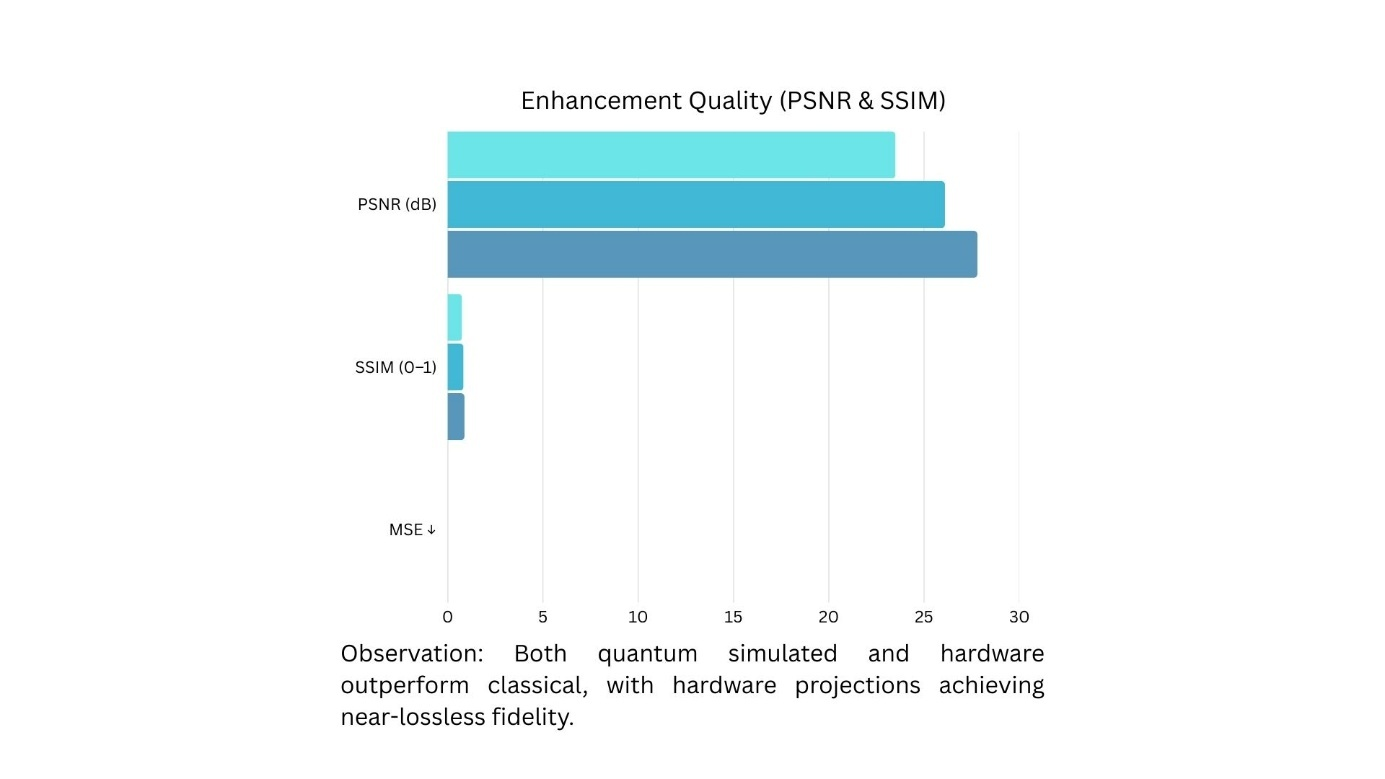 Enhancement Quality (PSNR & SSIM)
PSNR (dB)
SSIM (0–1)
MSE ↓
0 5 10 15 20 25 30
Observation: Both quantum simulated and hardware
outperform classical, with hardware projections achieving
near-lossless fidelity.